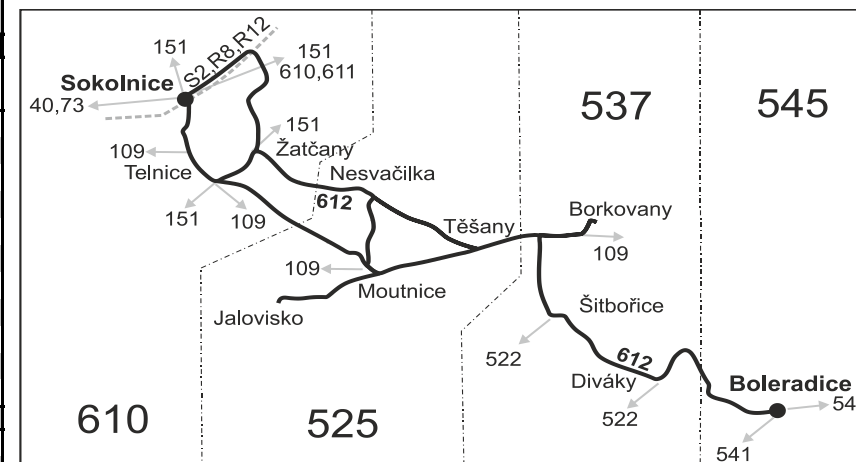 151
S2,R8,R12
151
610,611
Sokolnice
40,73
537
545
151
109
Žatčany
Telnice
Nesvačilka
612
151
109
Těšany
Borkovany
109
109
Moutnice
Jalovisko
Šitbořice
522
612
Diváky
522
Boleradice
54
541
610
525